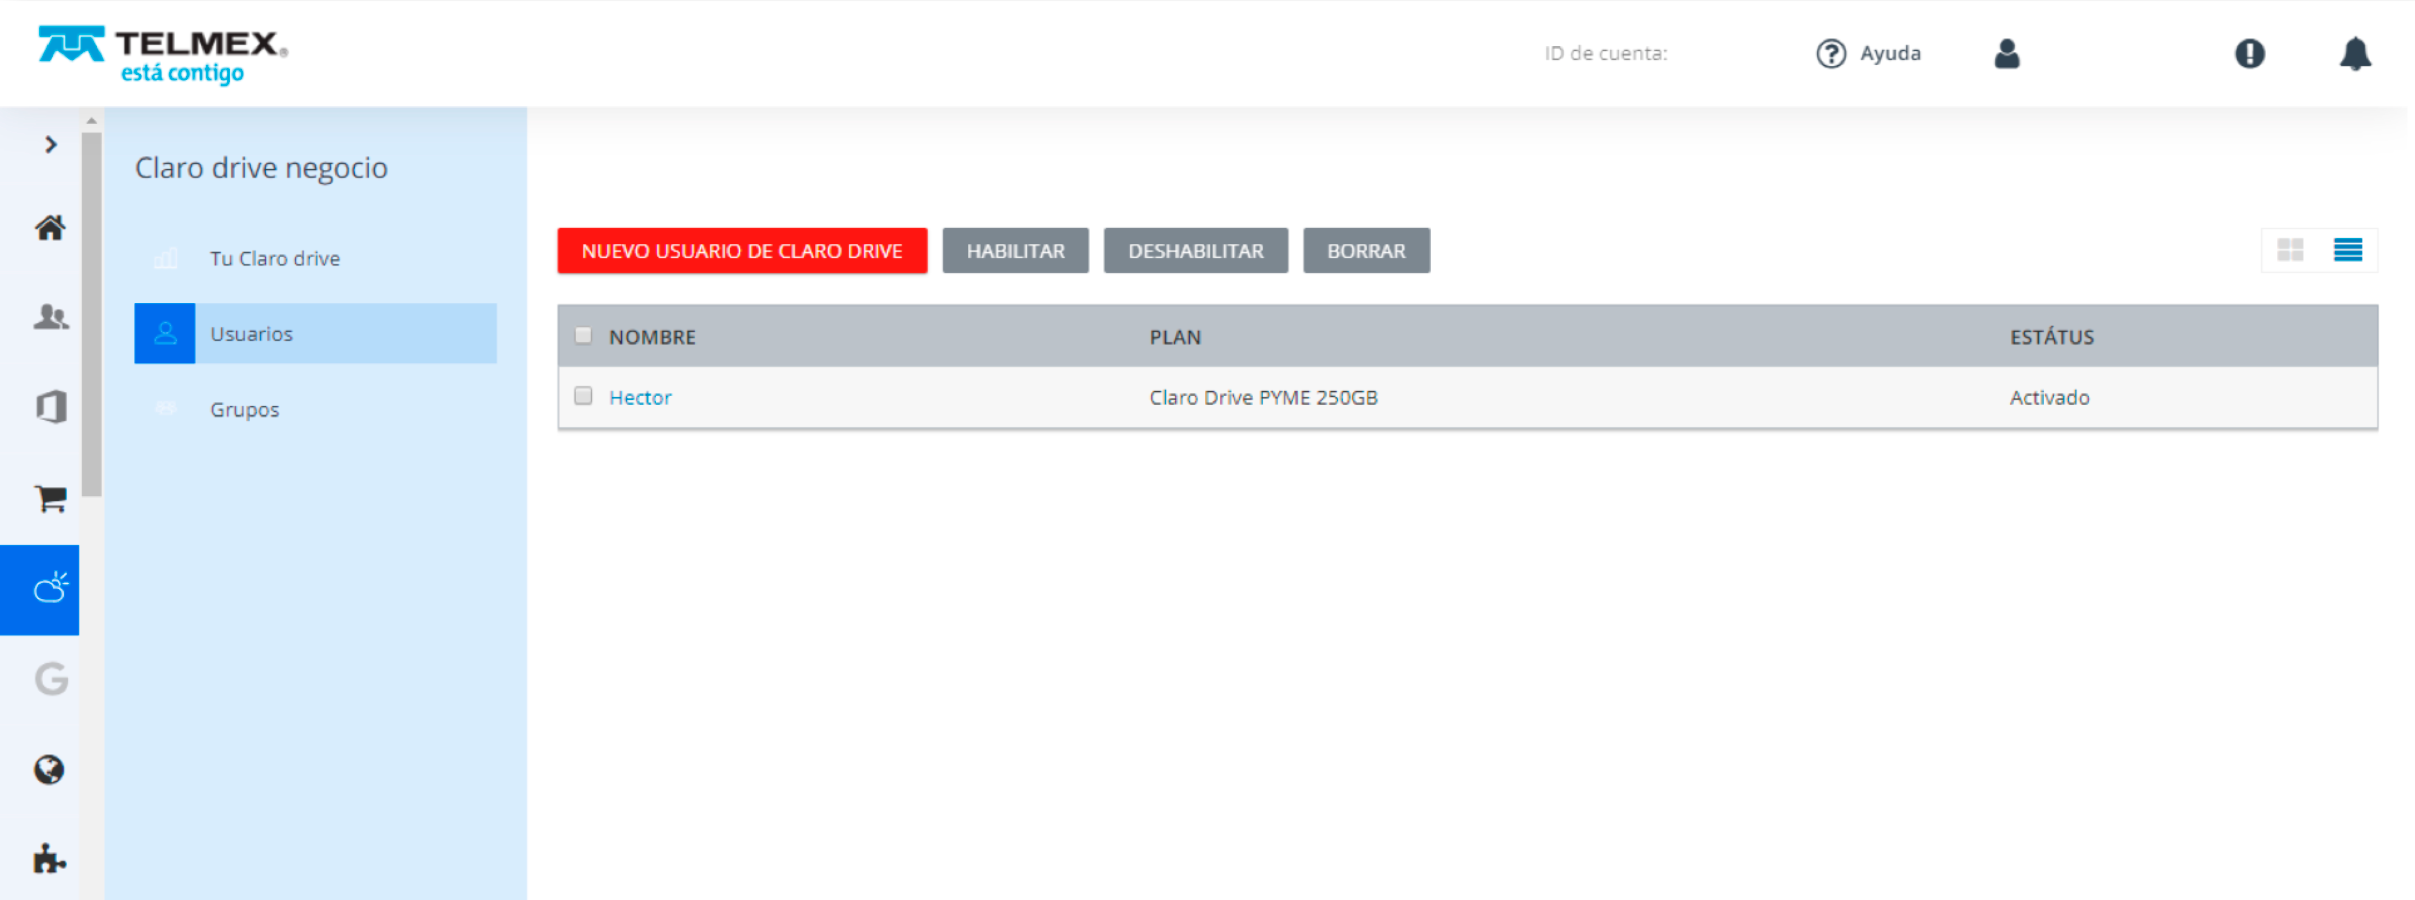 TELMEX®
está contigo
ID de cuenta:
Ayuda
Claro drive negocio
Tu Claro drive
Usuarios
Grupos
NUEVO USUARIO DE CLARO DRIVE HABILITAR DESHABILITAR BORRAR
NOMBRE PLAN ESTÁTUS
Hector Claro Drive PYME 250GB Activado